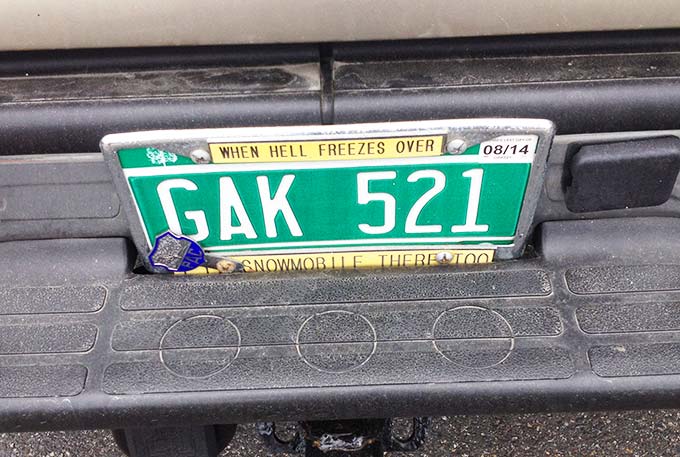 WHEN HELL FREEZES OVER
08/14
GAK 521
SNOWMOBILE THERE TOO